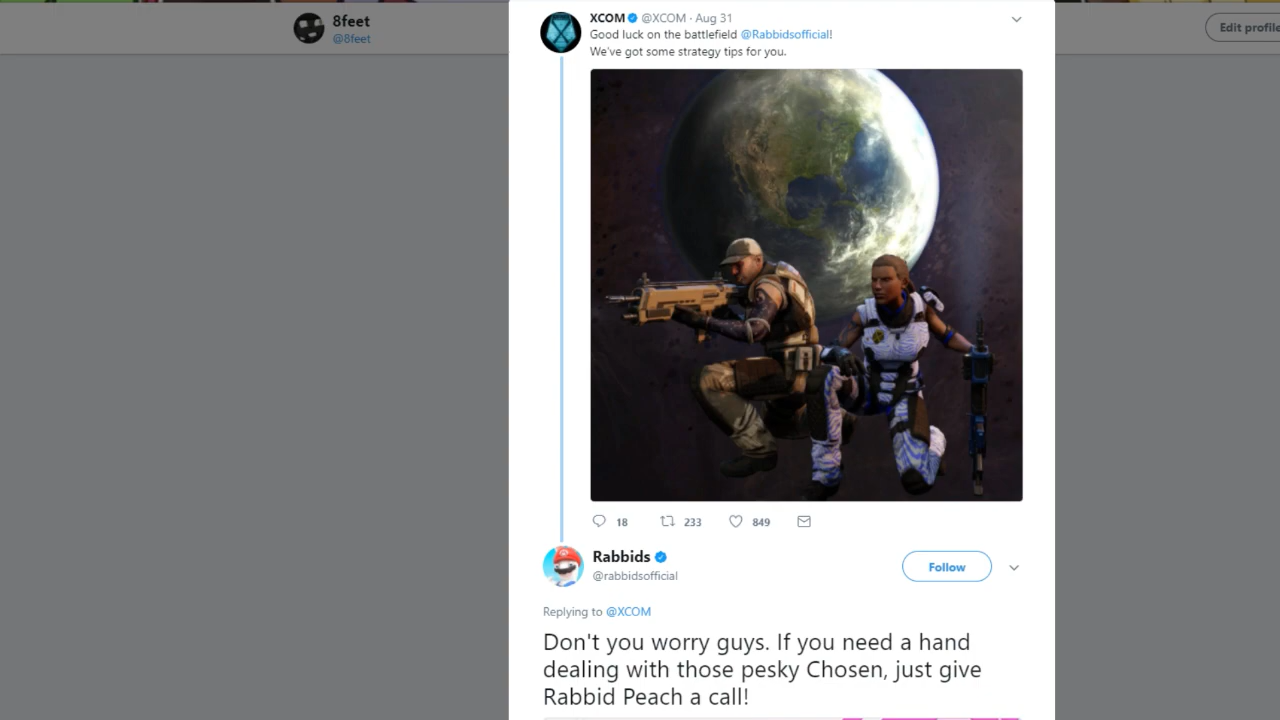 8feet
@8feet
Edit profile
XCOM @XCOM · Aug 31
Good luck on the battlefield @Rabbidsofficial!
We've got some strategy tips for you.
18 233 849
Rabbids
@rabbidsofficial
Follow
Replying to @XCOM
Don't you worry guys. If you need a hand
dealing with those pesky Chosen, just give
Rabbid Peach a call!